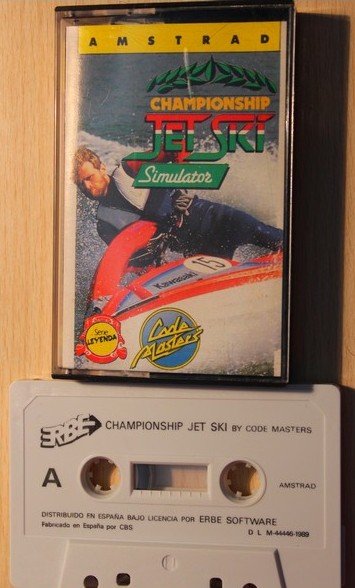 AMSTRAD
CHAMPIONSHIP
JET SKI
Simulator
Kawasaki 15
Serie
LEYENDA
Code
Masters
ERBE CHAMPIONSHIP JET SKI BY CODE MASTERS
A
AMSTRAD
DISTRIBUIDO EN ESPAÑA BAJO LICENCIA POR ERBE SOFTWARE
Fabricado en España por CBS
D L M-44446-1989